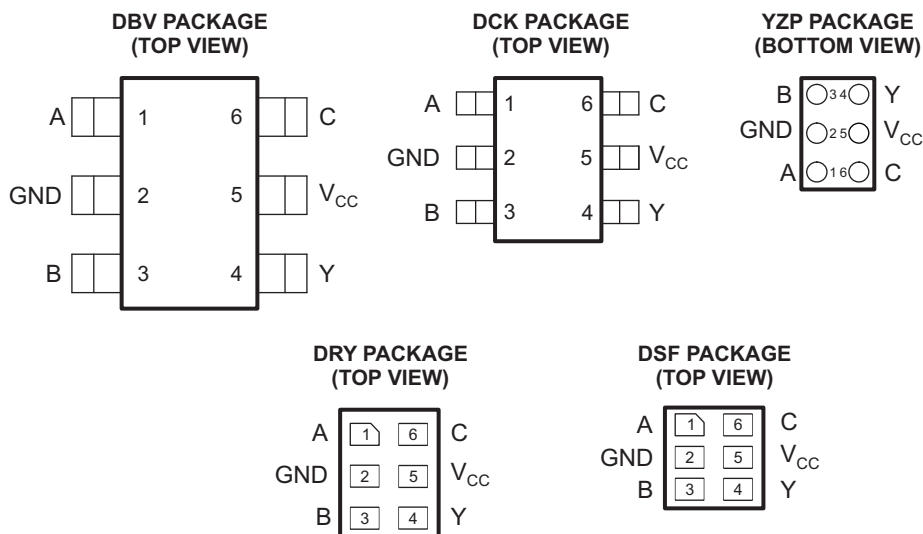 DBV PACKAGE
(TOP VIEW)
A 1 6 C
GND 2 5 VCC
B 3 4 Y
DCK PACKAGE
(TOP VIEW)
A 1 6 C
GND 2 5 VCC
B 3 4 Y
YZP PACKAGE
(BOTTOM VIEW)
B 3 4 Y
GND 2 5 VCC
A 1 6 C
DRY PACKAGE
(TOP VIEW)
A 1 6 C
GND 2 5 VCC
B 3 4 Y
DSF PACKAGE
(TOP VIEW)
A 1 6 C
GND 2 5 VCC
B 3 4 Y